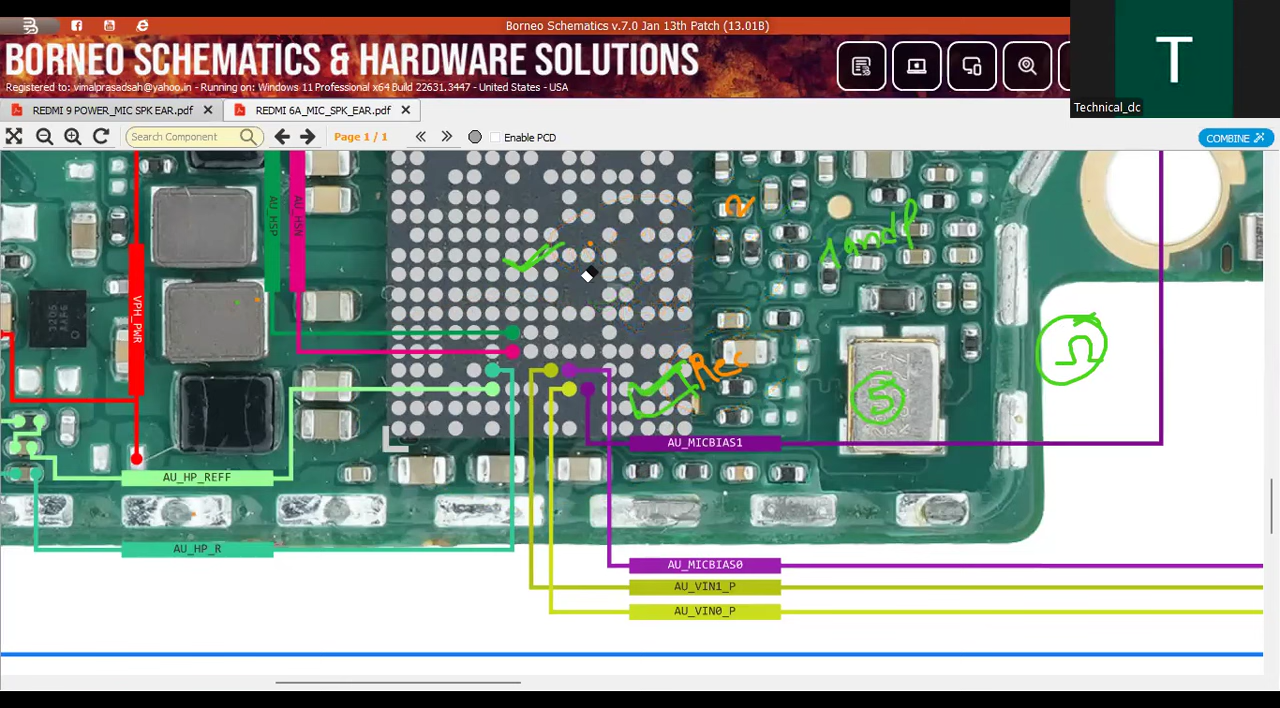 Borneo Schematics v.7.0 Jan 13th Patch (13.01B)
BORNEO SCHEMATICS & HARDWARE SOLUTIONS
Registered to: vimalprasadsah@yahoo.in - Running on: Windows 11 Professional x64 Build 22631.3447 - United States - USA
T
Technical_dc
REDMI 9 POWER_MIC SPK EAR.pdf
REDMI 6A_MIC_SPK_EAR.pdf
Search Component
Page 1 / 1
Enable PCD
COMBINE
AU_HSP
AU_HSN
2
VPH_PWR
Rec
S
Ω
AU_MICBIAS1
AU_HP_REFF
AU_HP_R
AU_MICBIAS0
AU_VIN1_P
AU_VIN0_P